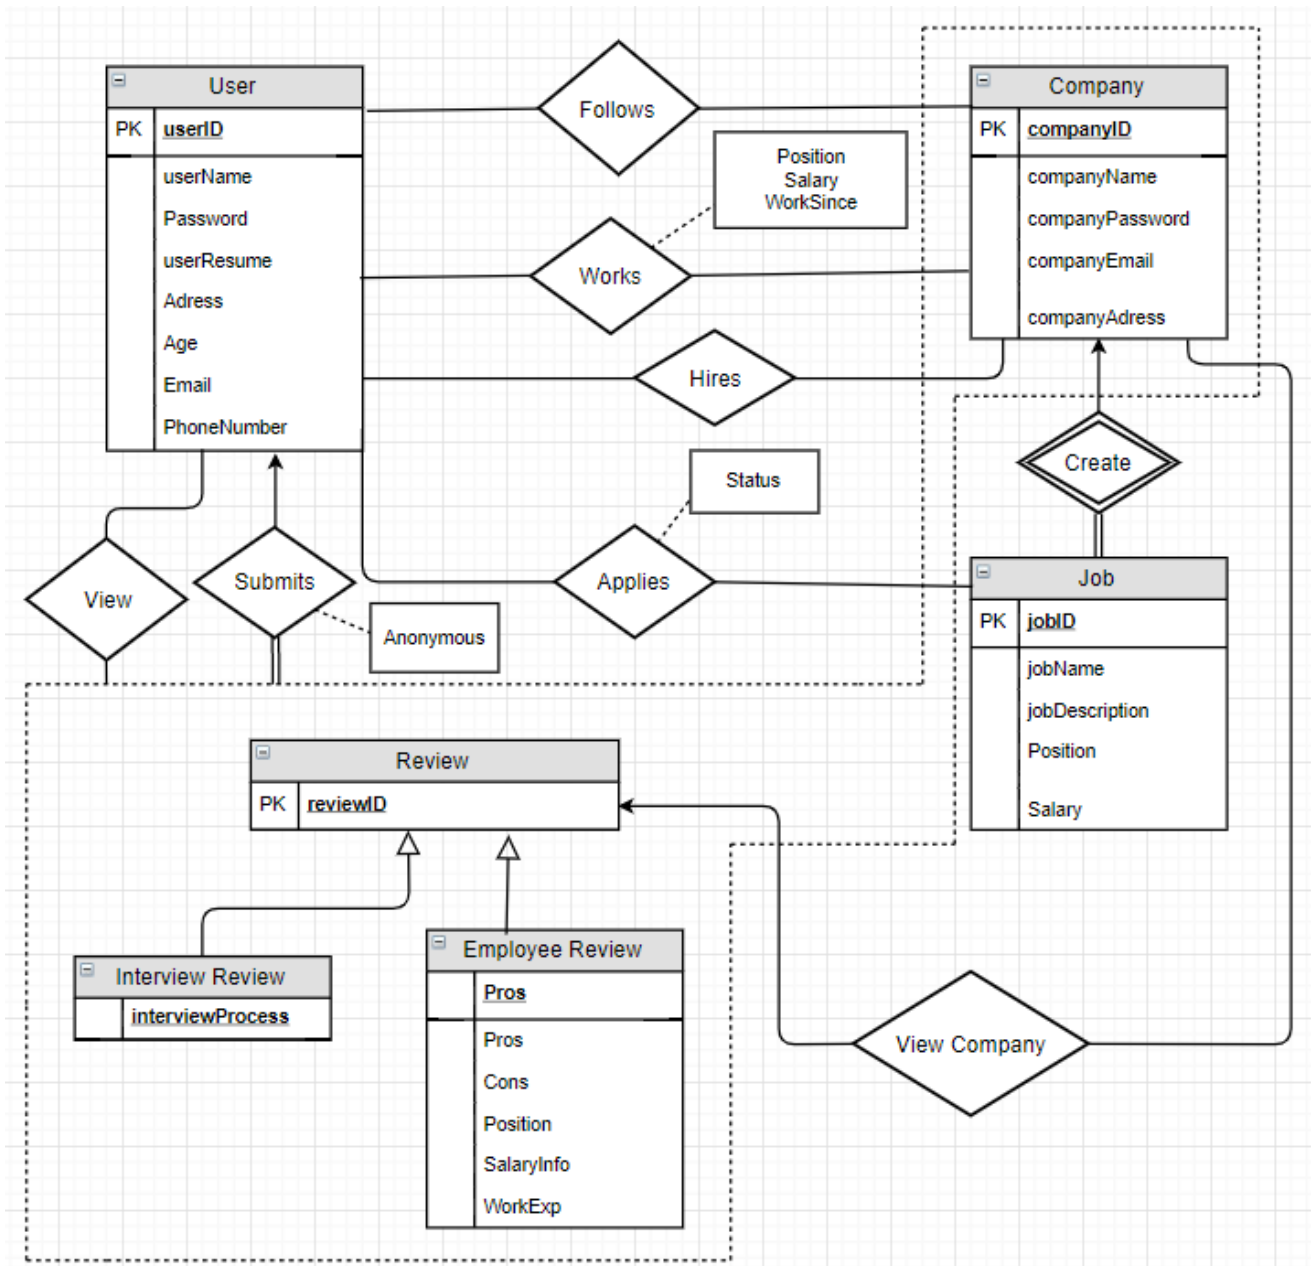 User
PK userID
userName
Password
userResume
Adress
Age
Email
PhoneNumber
Follows
Company
PK companyID
companyName
companyPassword
companyEmail
companyAdress
Position
Salary
WorkSince
Works
Hires
Create
Status
Applies
View
Submits
Anonymous
Job
PK jobID
jobName
jobDescription
Position
Salary
Review
PK reviewID
Interview Review
interviewProcess
Employee Review
Pros
Pros
Cons
Position
SalaryInfo
WorkExp
View Company